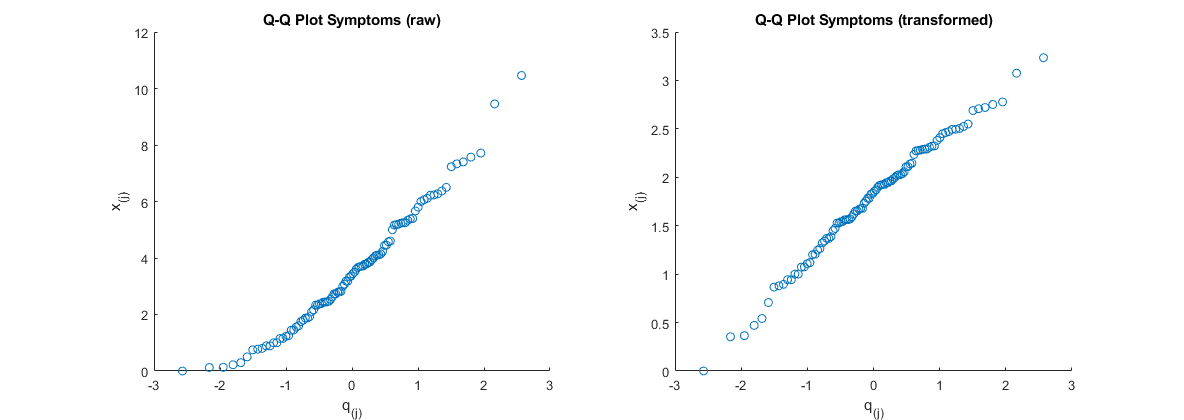 Q-Q Plot Symptoms (raw)
12
10
8
6
4
2
0
-3 -2 -1 0 1 2 3
x(j)
q(j)
Q-Q Plot Symptoms (transformed)
3.5
3
2.5
2
1.5
1
0.5
0
-3 -2 -1 0 1 2 3
x(j)
q(j)